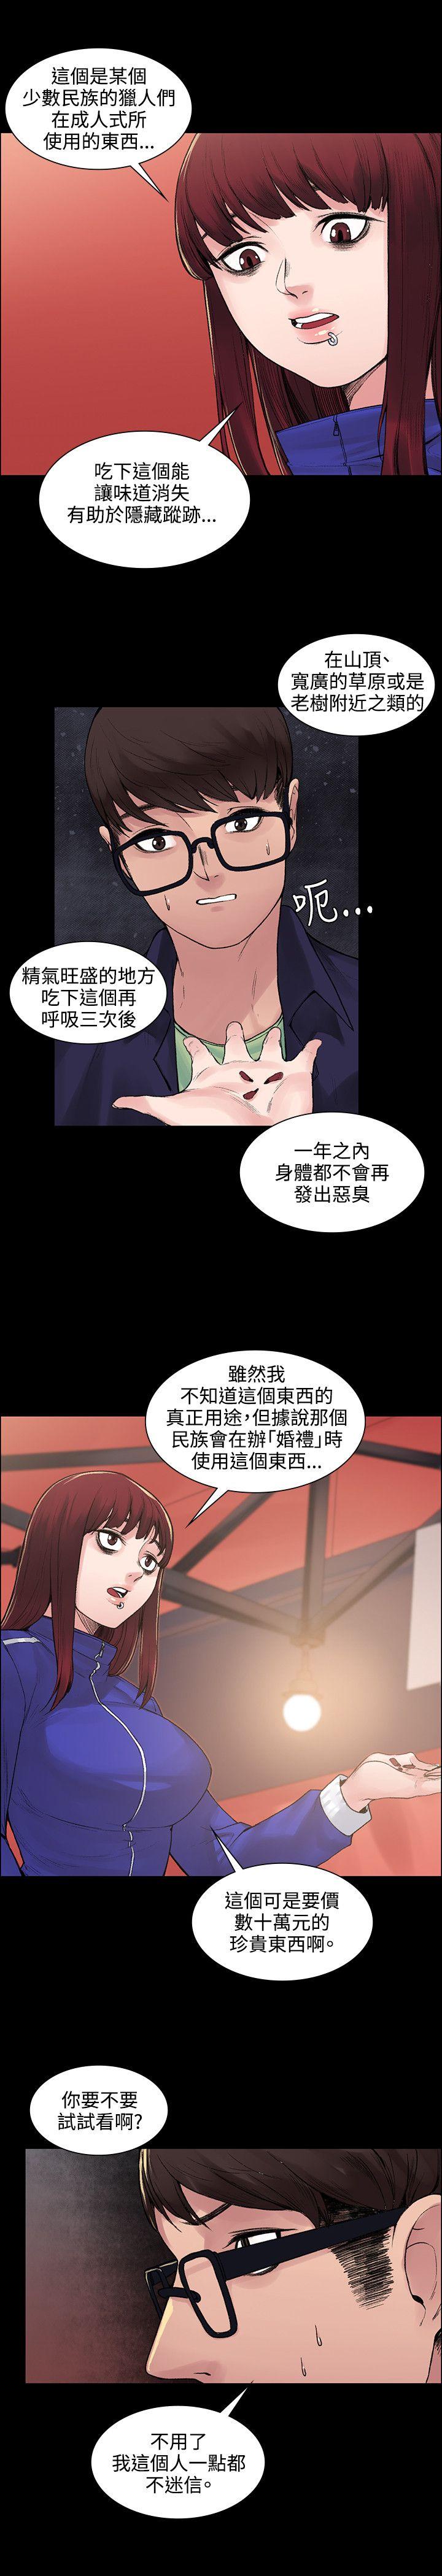 這個是某個
少數民族的獵人們
在成人式所
使用的東西...
吃下這個能
讓味道消失
有助於隱藏蹤跡...
在山頂、
寬廣的草原或是
老樹附近之類的
呃...
精氣旺盛的地方
吃下這個再
呼吸三次後
一年之內
身體都不會再
發出惡臭
雖然我
不知道這個東西的
真正用途,但據說那個
民族會在辦「婚禮」時
使用這個東西...
這個可是要價
數十萬元的
珍貴東西啊。
你要不要
試試看啊?
不用了
我這個人一點都
不迷信。